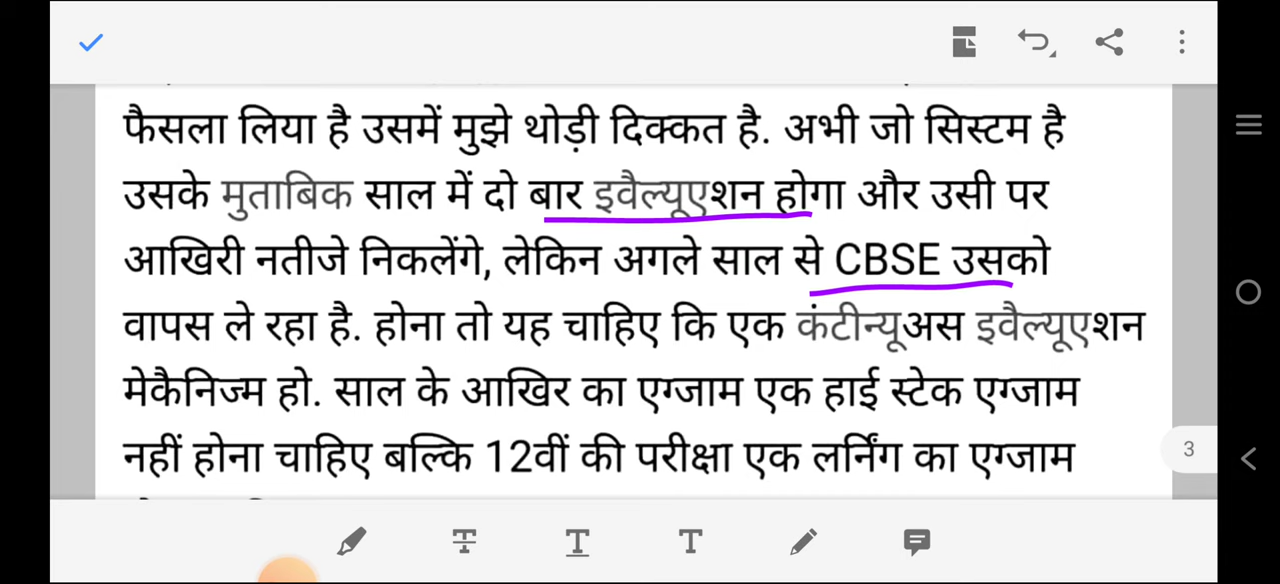 फैसला लिया है उसमें मुझे थोड़ी दिक्कत है. अभी जो सिस्टम है
उसके मुताबिक साल में दो बार इवैल्यूएशन होगा और उसी पर
आखिरी नतीजे निकलेंगे, लेकिन अगले साल से CBSE उसको
वापस ले रहा है. होना तो यह चाहिए कि एक कंटीन्यूअस इवैल्यूएशन
मेकैनिज्म हो. साल के आखिर का एग्जाम एक हाई स्टेक एग्जाम
नहीं होना चाहिए बल्कि 12वीं की परीक्षा एक लर्निंग का एग्जाम
3
T T T